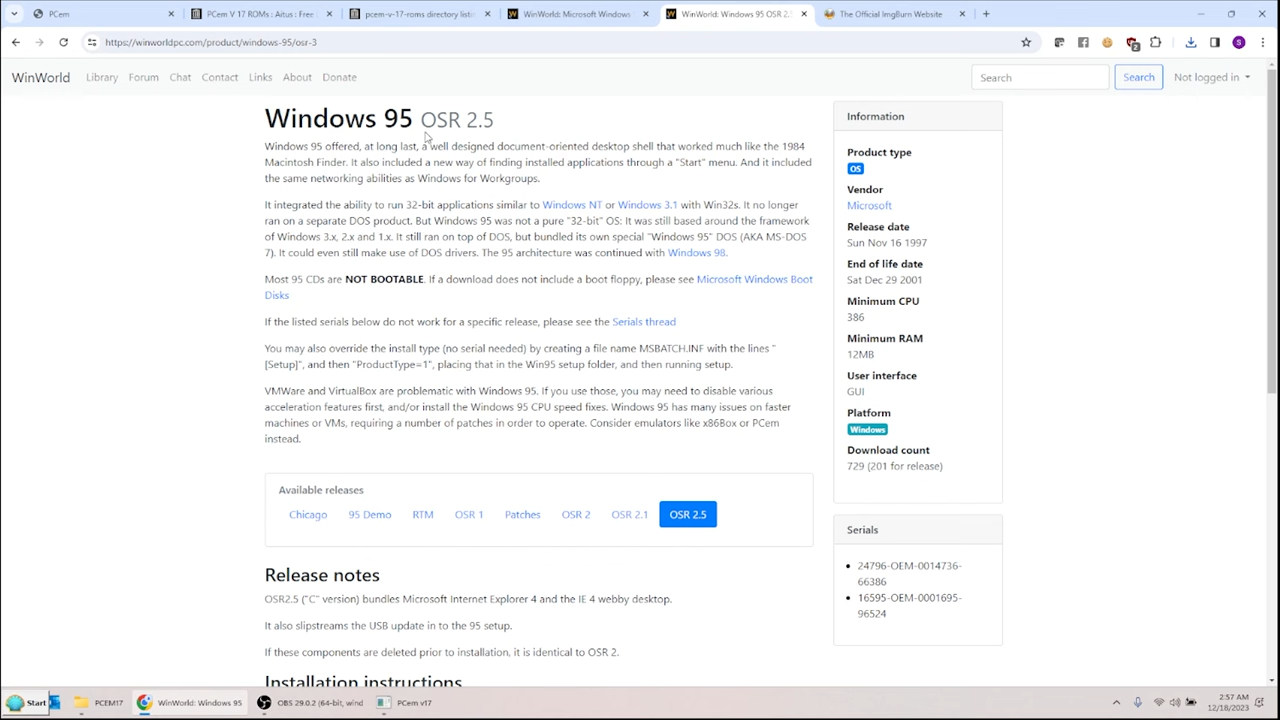 PCem
PCem V 17 ROMs : Aitus : Free
pcem-v-17-roms directory listin
WinWorld: Microsoft Windows
WinWorld: Windows 95 OSR 2.5
The Official ImgBurn Website
https://winworldpc.com/product/windows-95/osr-3
2
S
WinWorld
Library
Forum
Chat
Contact
Links
About
Donate
Search
Search
Not logged in
Windows 95 OSR 2.5
Windows 95 offered, at long last, a well designed document-oriented desktop shell that worked much like the 1984
Macintosh Finder. It also included a new way of finding installed applications through a "Start" menu. And it included
the same networking abilities as Windows for Workgroups.
It integrated the ability to run 32-bit applications similar to Windows NT or Windows 3.1 with Win32s. It no longer
ran on a separate DOS product. But Windows 95 was not a pure "32-bit" OS: It was still based around the framework
of Windows 3.x, 2.x and 1.x. It still ran on top of DOS, but bundled its own special "Windows 95" DOS (AKA MS-DOS
7). It could even still make use of DOS drivers. The 95 architecture was continued with Windows 98.
Most 95 CDs are NOT BOOTABLE. If a download does not include a boot floppy, please see Microsoft Windows Boot
Disks
If the listed serials below do not work for a specific release, please see the Serials thread
You may also override the install type (no serial needed) by creating a file name MSBATCH.INF with the lines "
[Setup]", and then "ProductType=1", placing that in the Win95 setup folder, and then running setup.
VMWare and VirtualBox are problematic with Windows 95. If you use those, you may need to disable various
acceleration features first, and/or install the Windows 95 CPU speed fixes. Windows 95 has many issues on faster
machines or VMs, requiring a number of patches in order to operate. Consider emulators like x86Box or PCem
instead.
Available releases
Chicago
95 Demo
RTM
OSR 1
Patches
OSR 2
OSR 2.1
OSR 2.5
Release notes
OSR2.5 ("C" version) bundles Microsoft Internet Explorer 4 and the IE 4 webby desktop.
It also slipstreams the USB update in to the 95 setup.
If these components are deleted prior to installation, it is identical to OSR 2.
Installation instructions
Information
Product type
OS
Vendor
Microsoft
Release date
Sun Nov 16 1997
End of life date
Sat Dec 29 2001
Minimum CPU
386
Minimum RAM
12MB
User interface
GUI
Platform
Windows
Download count
729 (201 for release)
Serials
24796-OEM-0014736-
66386
16595-OEM-0001695-
96524
Start
PCEM17
WinWorld: Windows 95
OBS 29.0.2 (64-bit, wind
PCem v17
2:57 AM
12/18/2023